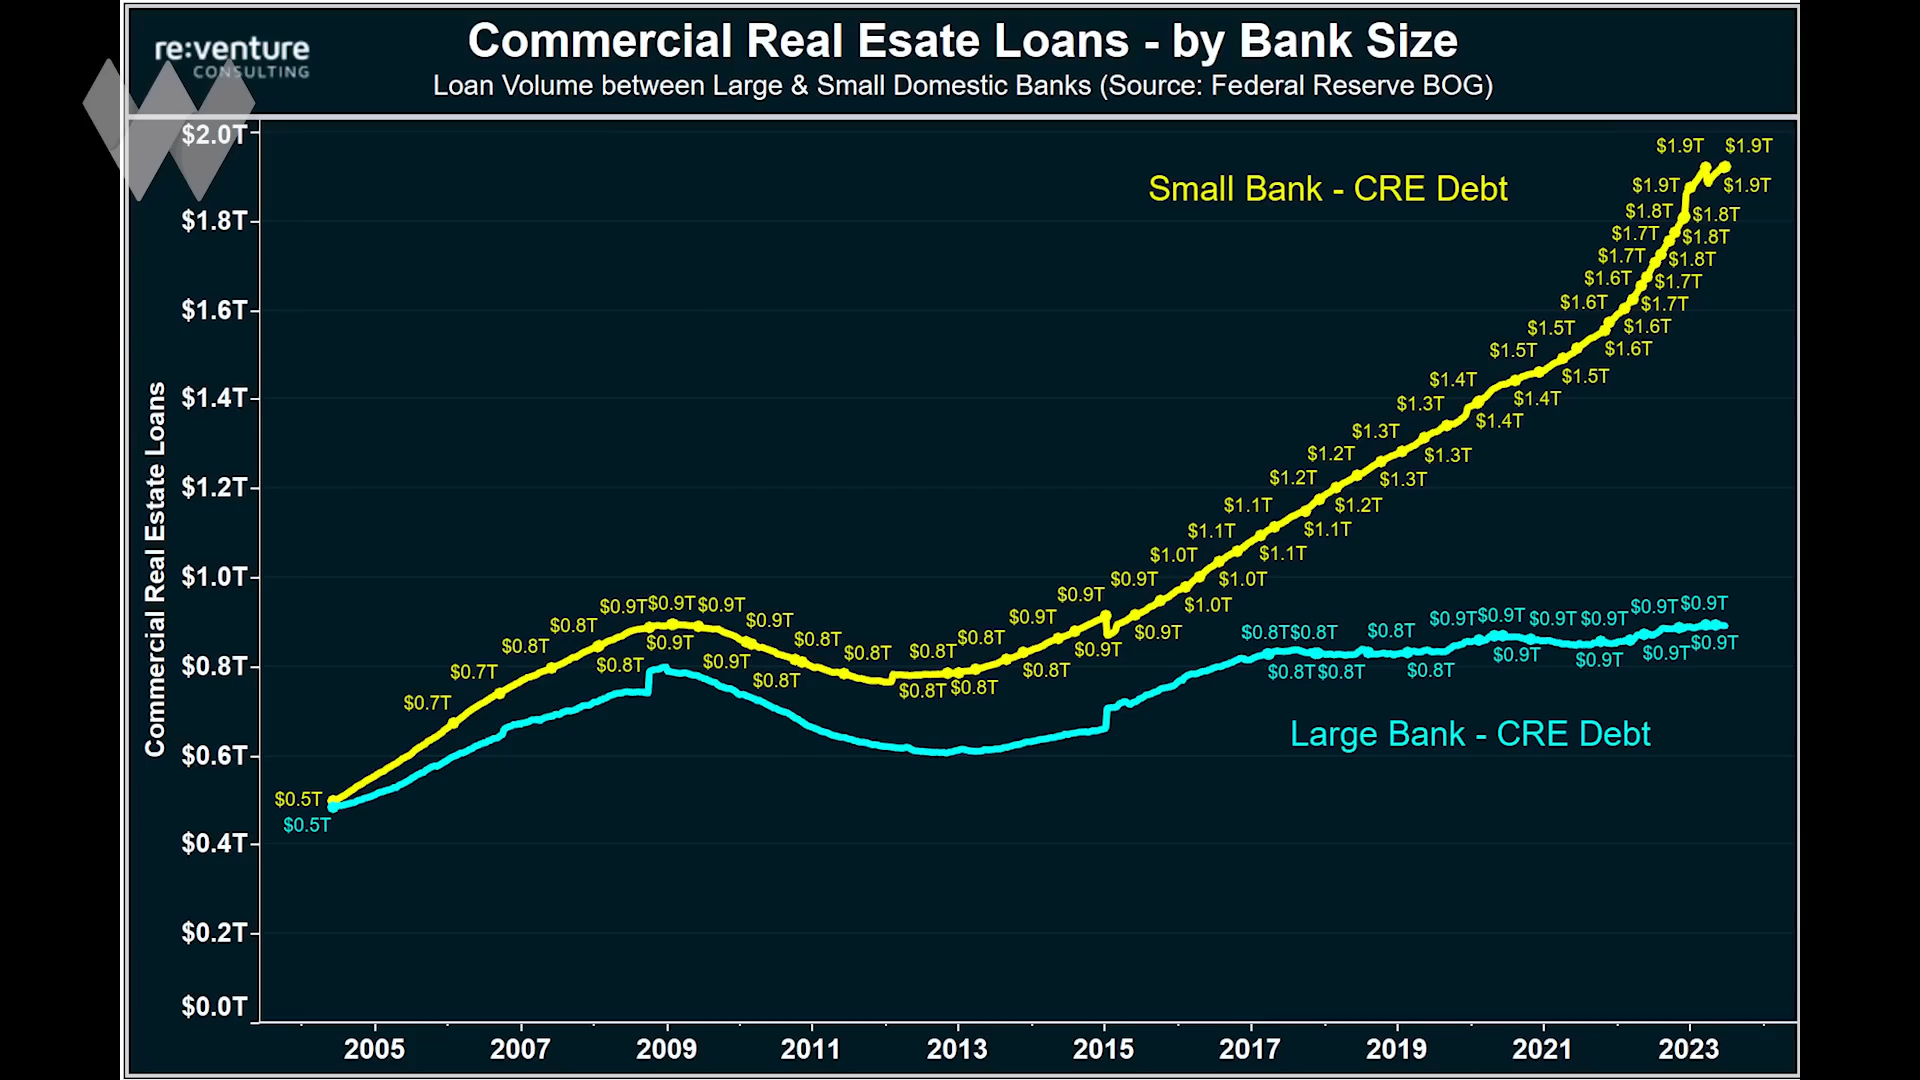 re:venture
CONSULTING
Commercial Real Esate Loans - by Bank Size
Loan Volume between Large & Small Domestic Banks (Source: Federal Reserve BOG)
W
$2.0T
$1.8T
$1.6T
$1.4T
$1.2T
$1.0T
$0.8T
$0.6T
$0.4T
$0.2T
$0.0T
Commercial Real Estate Loans
Small Bank - CRE Debt
$0.5T
$0.7T
$0.7T
$0.8T
$0.8T
$0.8T
$0.9T
$0.9T
$0.9T
$0.9T
$0.9T
$0.9T
$0.8T
$0.8T
$0.8T
$0.8T
$0.8T
$0.8T
$0.8T
$0.9T
$0.8T
$0.9T
$0.9T
$0.9T
$0.9T
$1.0T
$1.0T
$1.1T
$1.0T
$1.1T
$1.1T
$1.2T
$1.1T
$1.2T
$1.2T
$1.3T
$1.3T
$1.3T
$1.3T
$1.4T
$1.4T
$1.5T
$1.4T
$1.5T
$1.5T
$1.6T
$1.6T
$1.6T
$1.6T
$1.7T
$1.7T
$1.7T
$1.7T
$1.8T
$1.8T
$1.8T
$1.8T
$1.9T
$1.9T
$1.9T
$1.9T
Large Bank - CRE Debt
$0.5T
$0.8T
$0.8T
$0.8T
$0.8T
$0.8T
$0.8T
$0.9T
$0.9T
$0.9T
$0.9T
$0.9T
$0.9T
$0.9T
$0.9T
$0.9T
$0.9T
2005
2007
2009
2011
2013
2015
2017
2019
2021
2023